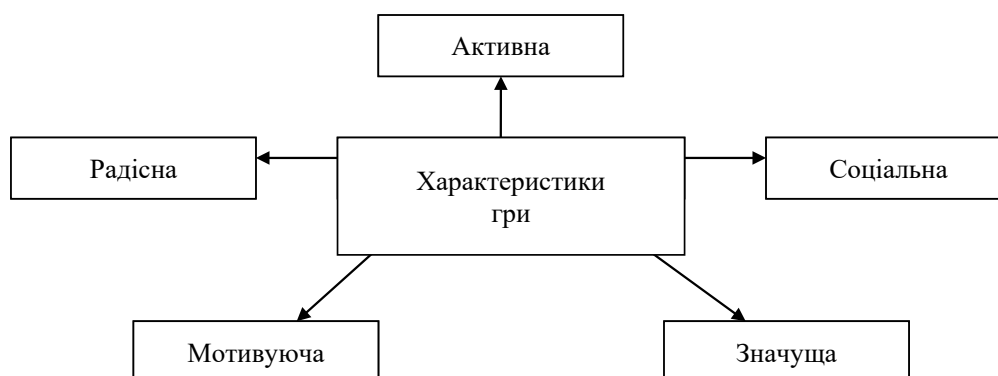 Активна
Радісна
Характеристики
гри
Соціальна
Мотивуюча
Значуща